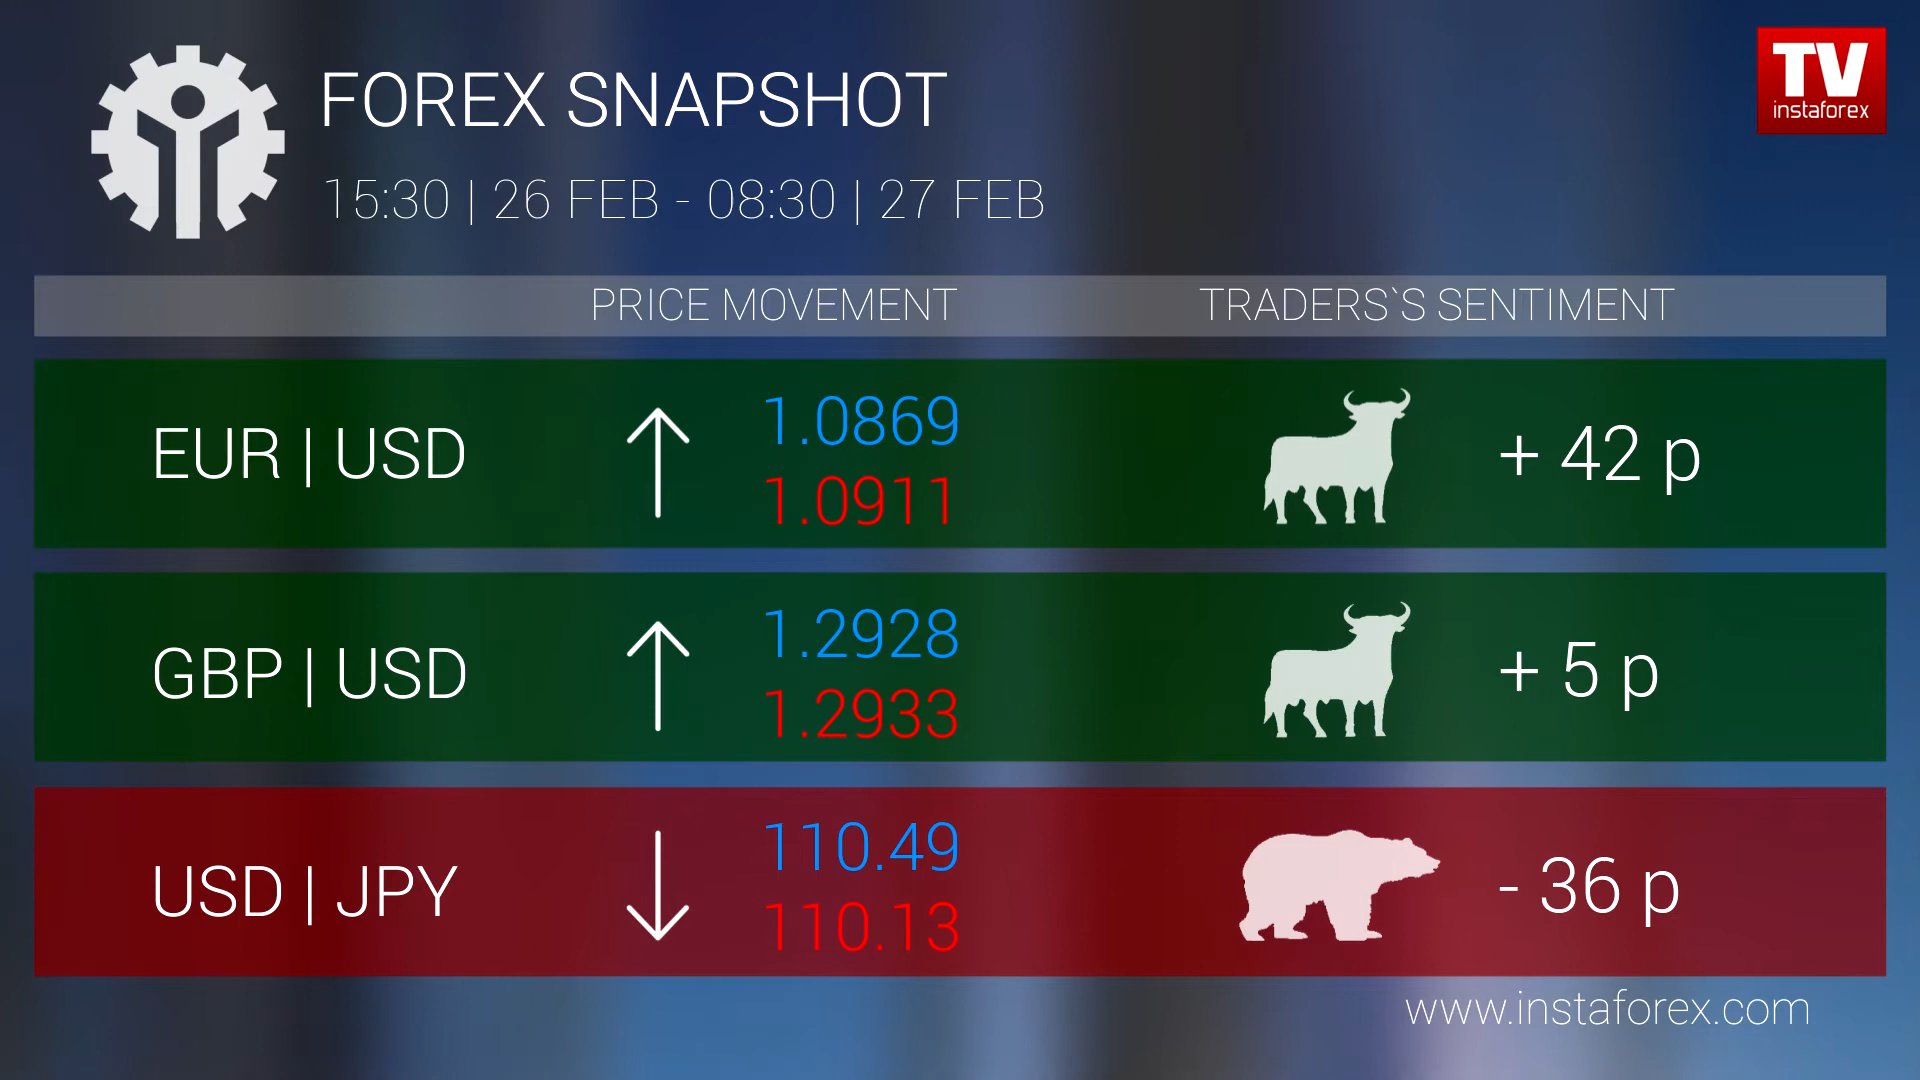 FOREX SNAPSHOT
TV
instaforex
15:30 | 26 FEB - 08:30 | 27 FEB
PRICE MOVEMENT TRADERS`S SENTIMENT
EUR | USD
1.0869
1.0911
+ 42 p
GBP | USD
1.2928
1.2933
+ 5 p
USD | JPY
110.49
110.13
- 36 p
www.instaforex.com